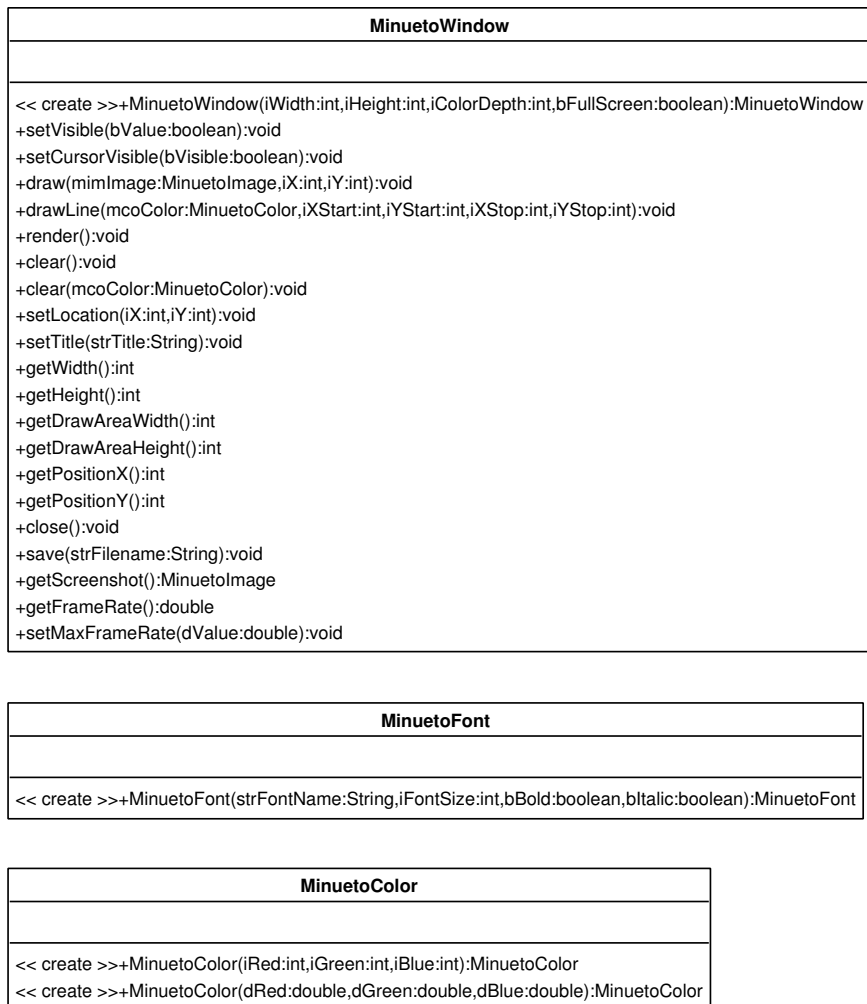 MinuetoWindow
<< create >>+MinuetoWindow(iWidth:int,iHeight:int,iColorDepth:int,bFullScreen:boolean):MinuetoWindow
+setVisible(bValue:boolean):void
+setCursorVisible(bVisible:boolean):void
+draw(mimImage:MinuetoImage,iX:int,iY:int):void
+drawLine(mcoColor:MinuetoColor,iXStart:int,iYStart:int,iXStop:int,iYStop:int):void
+render():void
+clear():void
+clear(mcoColor:MinuetoColor):void
+setLocation(iX:int,iY:int):void
+setTitle(strTitle:String):void
+getWidth():int
+getHeight():int
+getDrawAreaWidth():int
+getDrawAreaHeight():int
+getPositionX():int
+getPositionY():int
+close():void
+save(strFilename:String):void
+getScreenshot():MinuetoImage
+getFrameRate():double
+setMaxFrameRate(dValue:double):void
MinuetoFont
<< create >>+MinuetoFont(strFontName:String,iFontSize:int,bBold:boolean,bItalic:boolean):MinuetoFont
MinuetoColor
<< create >>+MinuetoColor(iRed:int,iGreen:int,iBlue:int):MinuetoColor
<< create >>+MinuetoColor(dRed:double,dGreen:double,dBlue:double):MinuetoColor